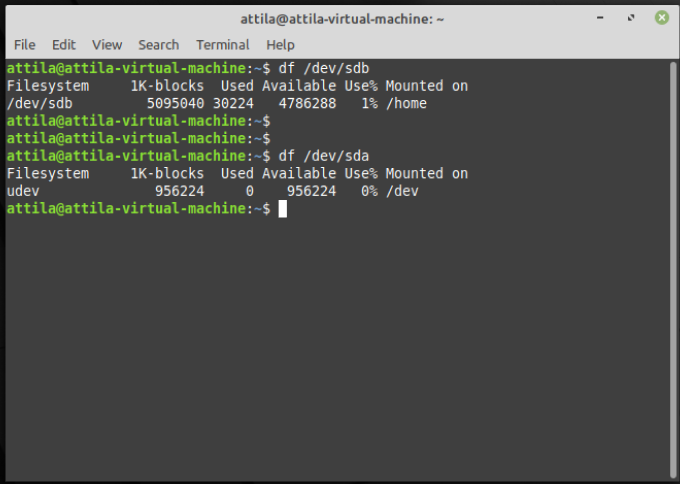 attila@attila-virtual-machine: ~
File Edit View Search Terminal Help
attila@attila-virtual-machine:~$ df /dev/sdb
Filesystem     1K-blocks  Used Available Use% Mounted on
/dev/sdb         5095040 30224   4786288   1% /home
attila@attila-virtual-machine:~$
attila@attila-virtual-machine:~$
attila@attila-virtual-machine:~$ df /dev/sda
Filesystem     1K-blocks  Used Available Use% Mounted on
udev              956224     0    956224   0% /dev
attila@attila-virtual-machine:~$